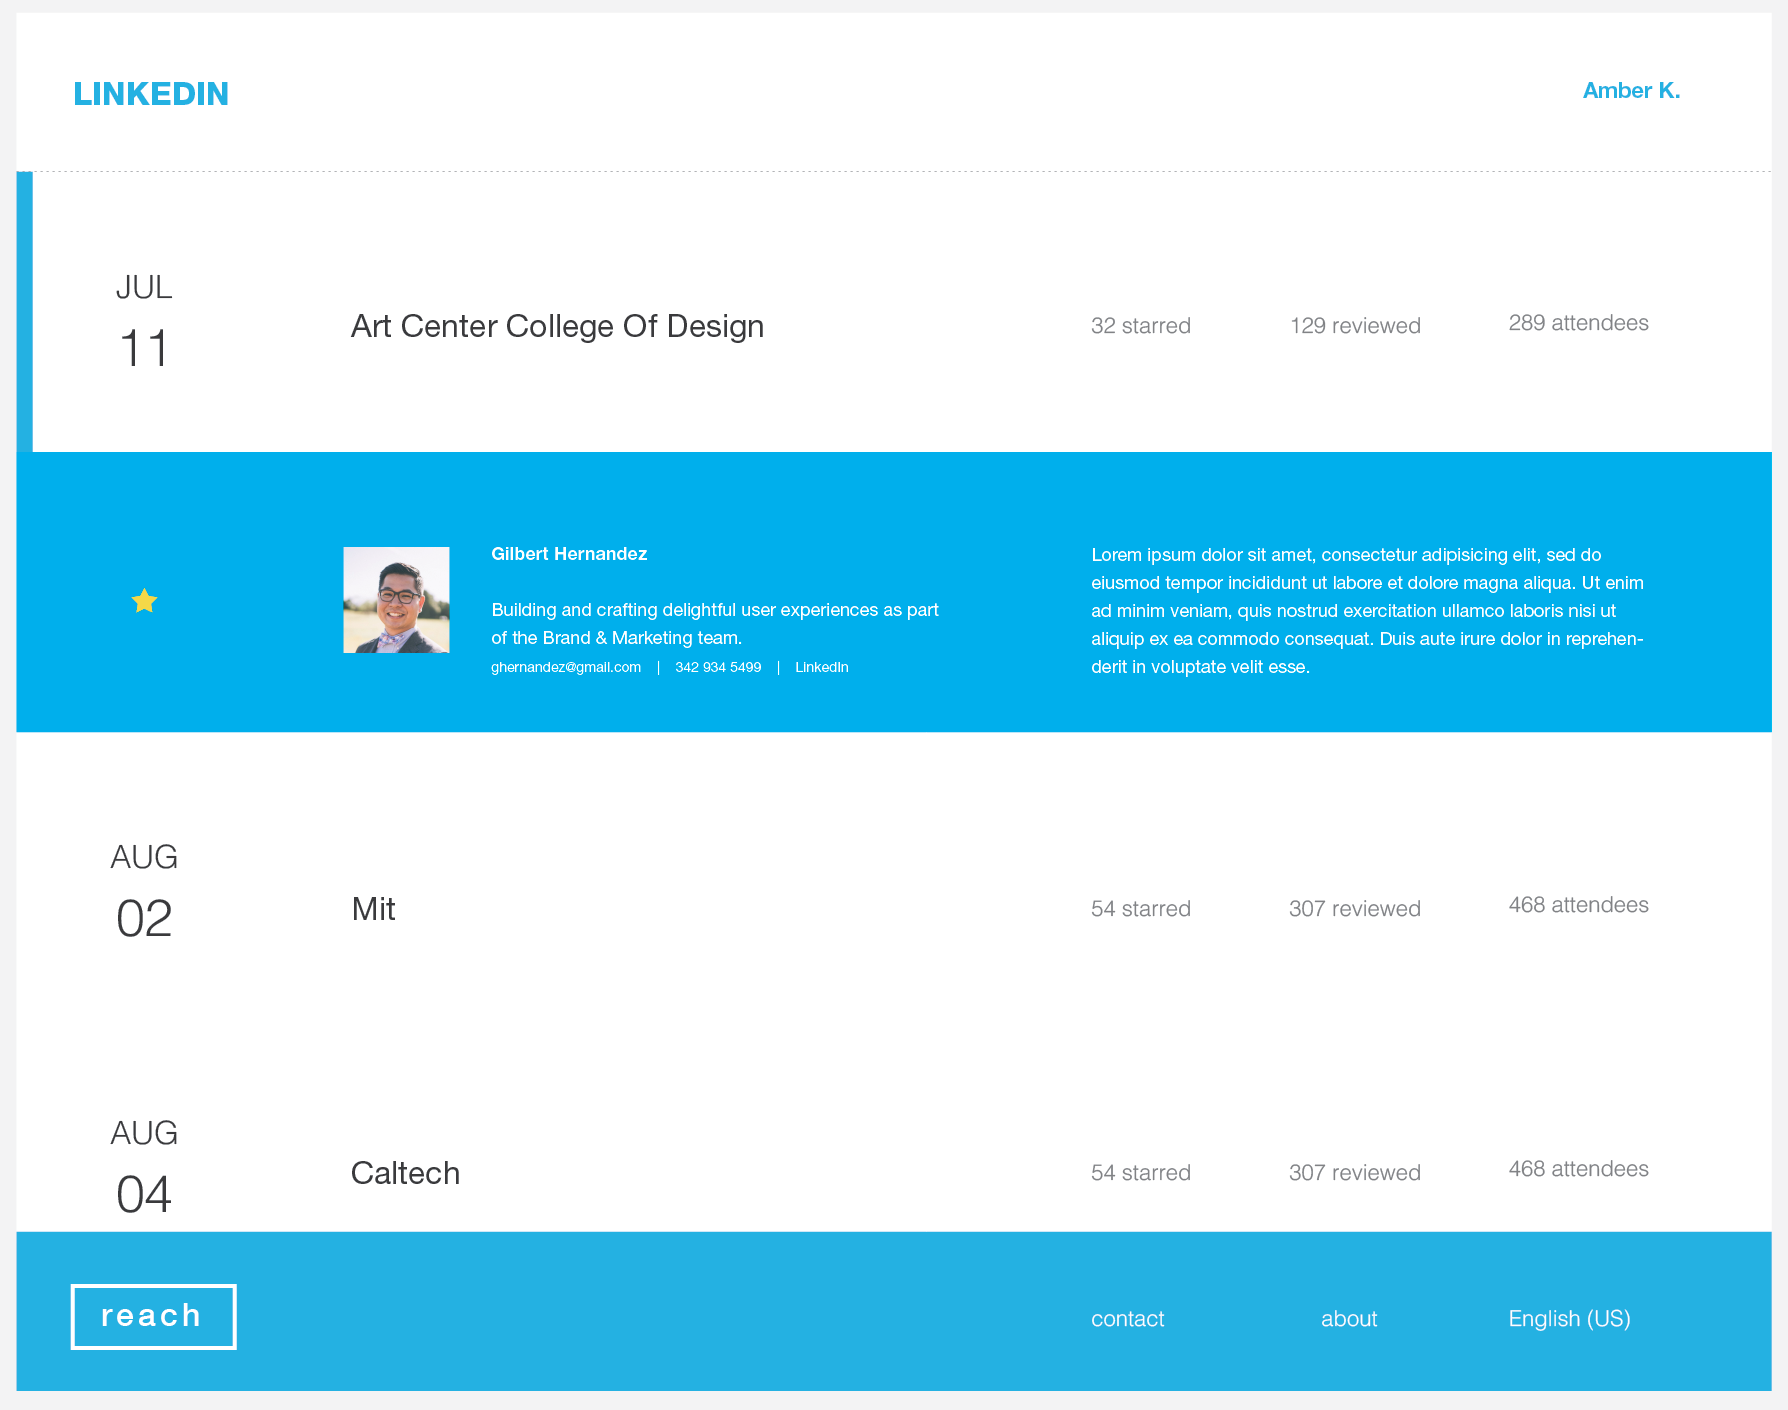 LINKEDIN
Amber K.
JUL
11
Art Center College Of Design
32 starred
129 reviewed
289 attendees
Gilbert Hernandez
Building and crafting delightful user experiences as part
of the Brand & Marketing team.
ghernandez@gmail.com | 342 934 5499 | LinkedIn
Lorem ipsum dolor sit amet, consectetur adipisicing elit, sed do
eiusmod tempor incididunt ut labore et dolore magna aliqua. Ut enim
ad minim veniam, quis nostrud exercitation ullamco laboris nisi ut
aliquip ex ea commodo consequat. Duis aute irure dolor in reprehen-
derit in voluptate velit esse.
AUG
02
Mit
54 starred
307 reviewed
468 attendees
AUG
04
Caltech
54 starred
307 reviewed
468 attendees
reach
contact
about
English (US)